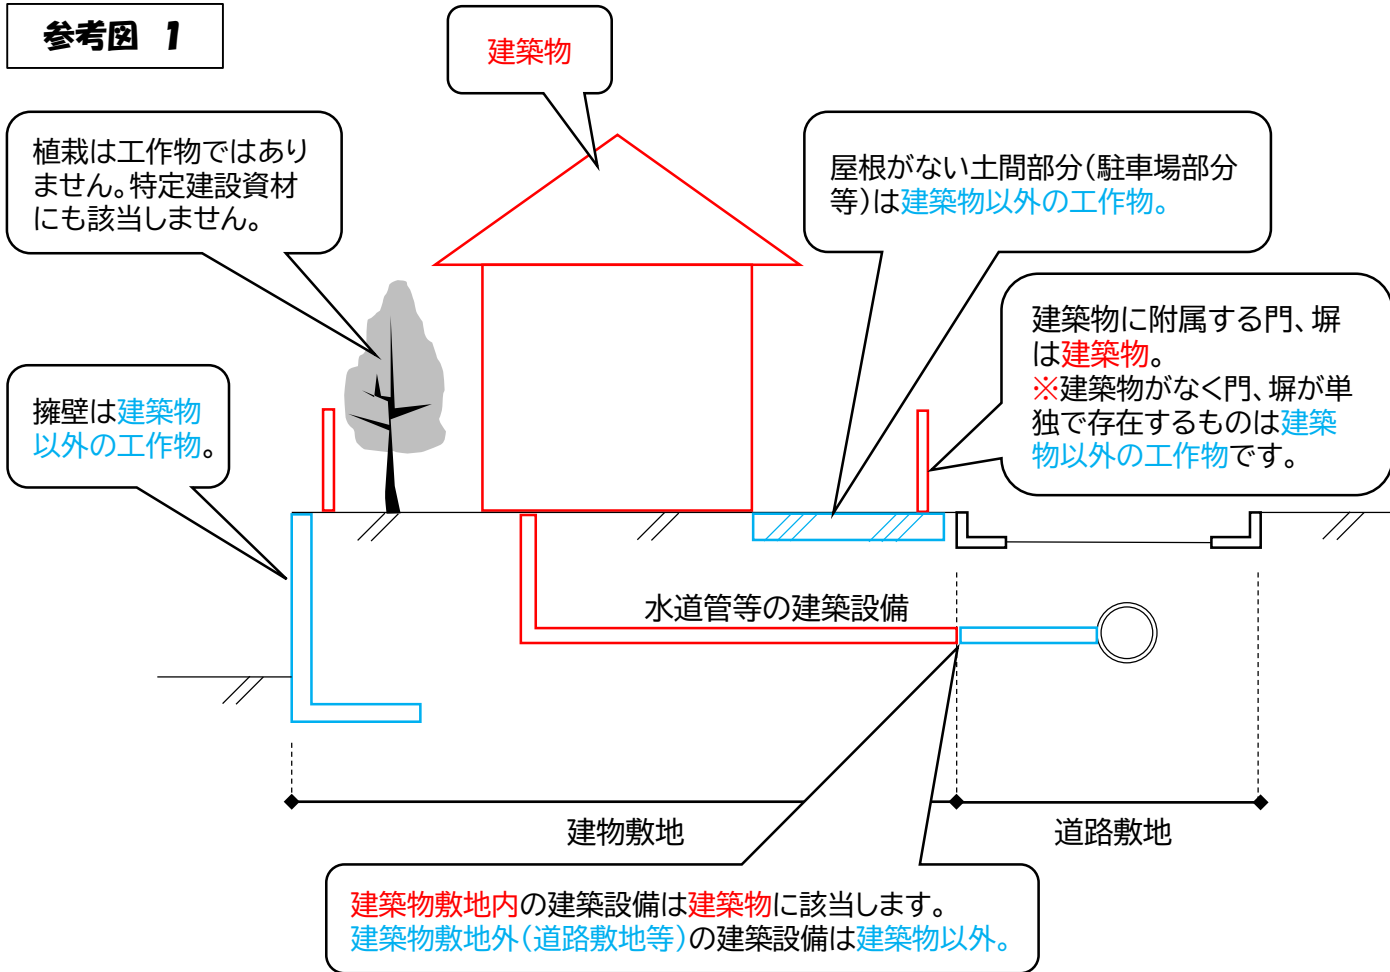 参考図 1
建築物
植栽は工作物ではあり
ません。特定建設資材
にも該当しません。
屋根がない土間部分(駐車場部分
等)は建築物以外の工作物。
建築物に附属する門、塀
は建築物。
※建築物がなく門、塀が単
独で存在するものは建築
物以外の工作物です。
擁壁は建築物
以外の工作物。
水道管等の建築設備
建物敷地
道路敷地
建築物敷地内の建築設備は建築物に該当します。
建築物敷地外(道路敷地等)の建築設備は建築物以外。